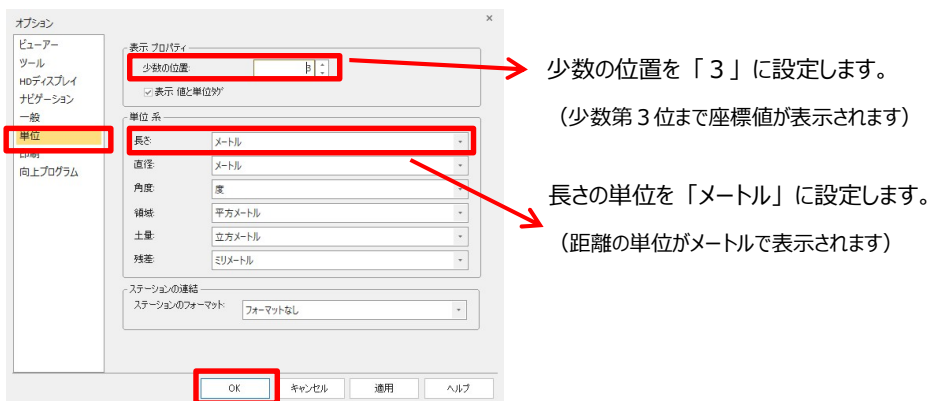 オプション
×
ビューアー
ツール
HDディスプレイ
ナビゲーション
一般
単位
印刷
向上プログラム
表示 プロパティ
少数の位置: 3
表示 値と単位タグ
単位 系
長さ: メートル
直径: メートル
角度: 度
領域: 平方メートル
土量: 立方メートル
残差: ミリメートル
ステーションの連結
ステーションのフォーマット: フォーマットなし
OK キャンセル 適用 ヘルプ
少数の位置を「３」に設定します。
（少数第３位まで座標値が表示されます）
長さの単位を「メートル」に設定します。
（距離の単位がメートルで表示されます）